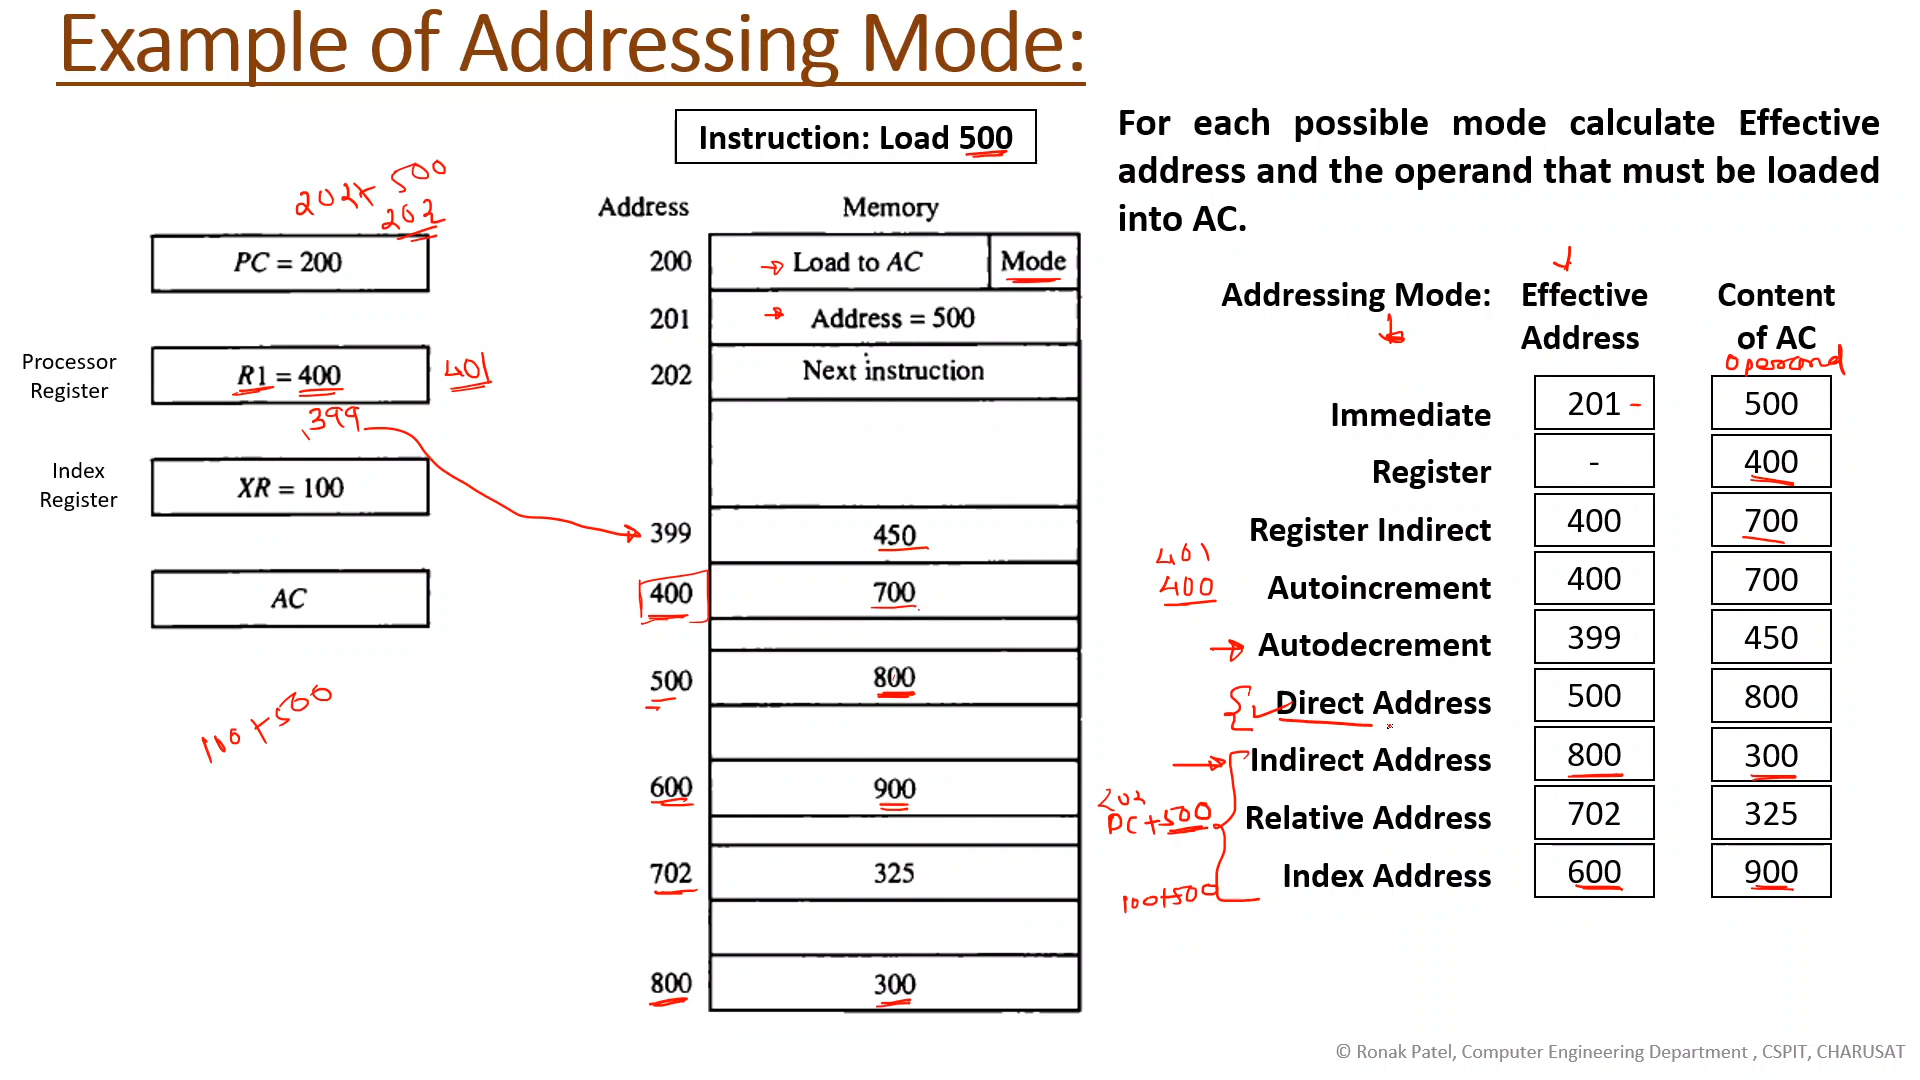 Example of Addressing Mode:
Instruction: Load 500
For each possible mode calculate Effective
address and the operand that must be loaded
into AC.
202+ 500
202
PC = 200
Processor
Register
R1 = 400
401
399
Index
Register
XR = 100
AC
100+500
Address Memory
200 Load to AC Mode
201 Address = 500
202 Next instruction
399 450
400 700
500 800
600 900
702 325
800 300
Addressing Mode: Effective Address Content of AC
operand
Immediate 201 - 500
Register - 400
Register Indirect 400 700
401
400
Autoincrement 400 700
Autodecrement 399 450
Direct Address 500 800
Indirect Address 800 300
202
PC+500
Relative Address 702 325
100+500
Index Address 600 900
© Ronak Patel, Computer Engineering Department , CSPIT, CHARUSAT